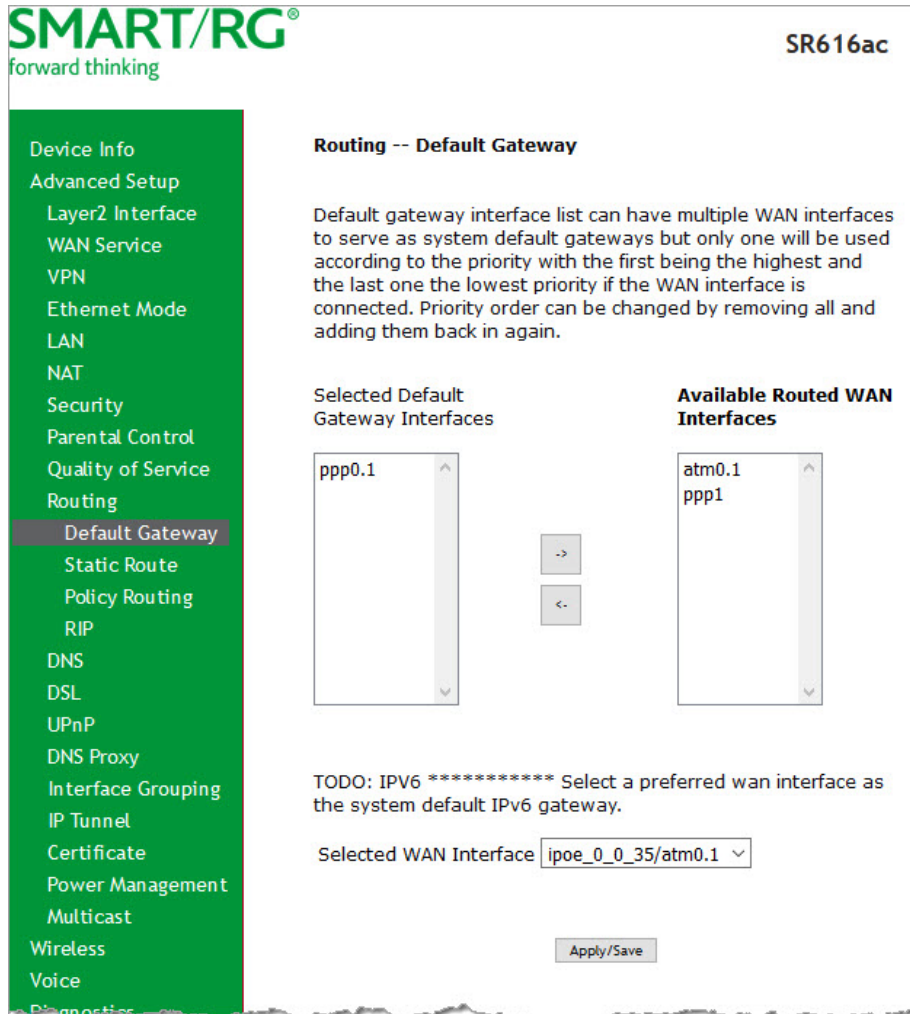 SMART/RG®
forward thinking
SR616ac
Device Info
Advanced Setup
Layer2 Interface
WAN Service
VPN
Ethernet Mode
LAN
NAT
Security
Parental Control
Quality of Service
Routing
Default Gateway
Static Route
Policy Routing
RIP
DNS
DSL
UPnP
DNS Proxy
Interface Grouping
IP Tunnel
Certificate
Power Management
Multicast
Wireless
Voice
Diagnostics
Routing -- Default Gateway
Default gateway interface list can have multiple WAN interfaces
to serve as system default gateways but only one will be used
according to the priority with the first being the highest and
the last one the lowest priority if the WAN interface is
connected. Priority order can be changed by removing all and
adding them back in again.
Selected Default
Gateway Interfaces
ppp0.1
->
<-
Available Routed WAN
Interfaces
atm0.1
ppp1
TODO: IPV6 *********** Select a preferred wan interface as
the system default IPv6 gateway.
Selected WAN Interface ipoe_0_0_35/atm0.1
Apply/Save